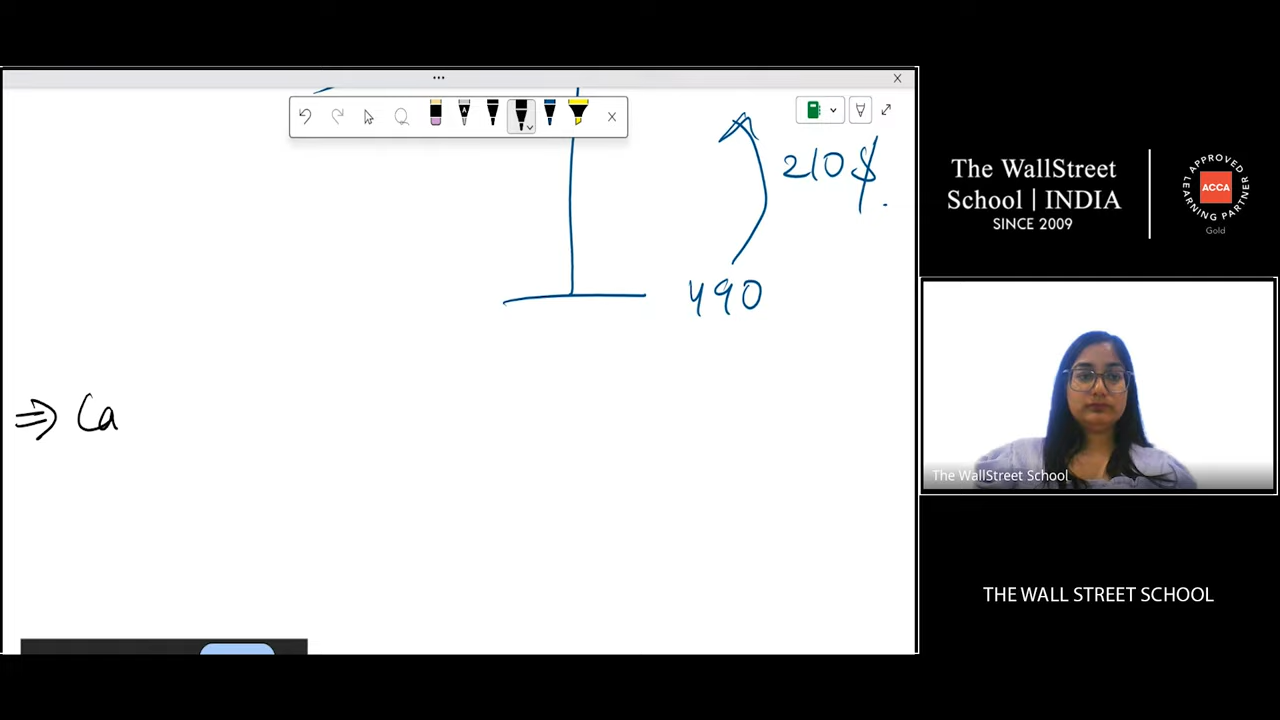 210 $.
490
⇒ Ca
The WallStreet
School | INDIA
SINCE 2009
APPROVED
LEARNING PARTNER
ACCA
Gold
The WallStreet School
THE WALL STREET SCHOOL